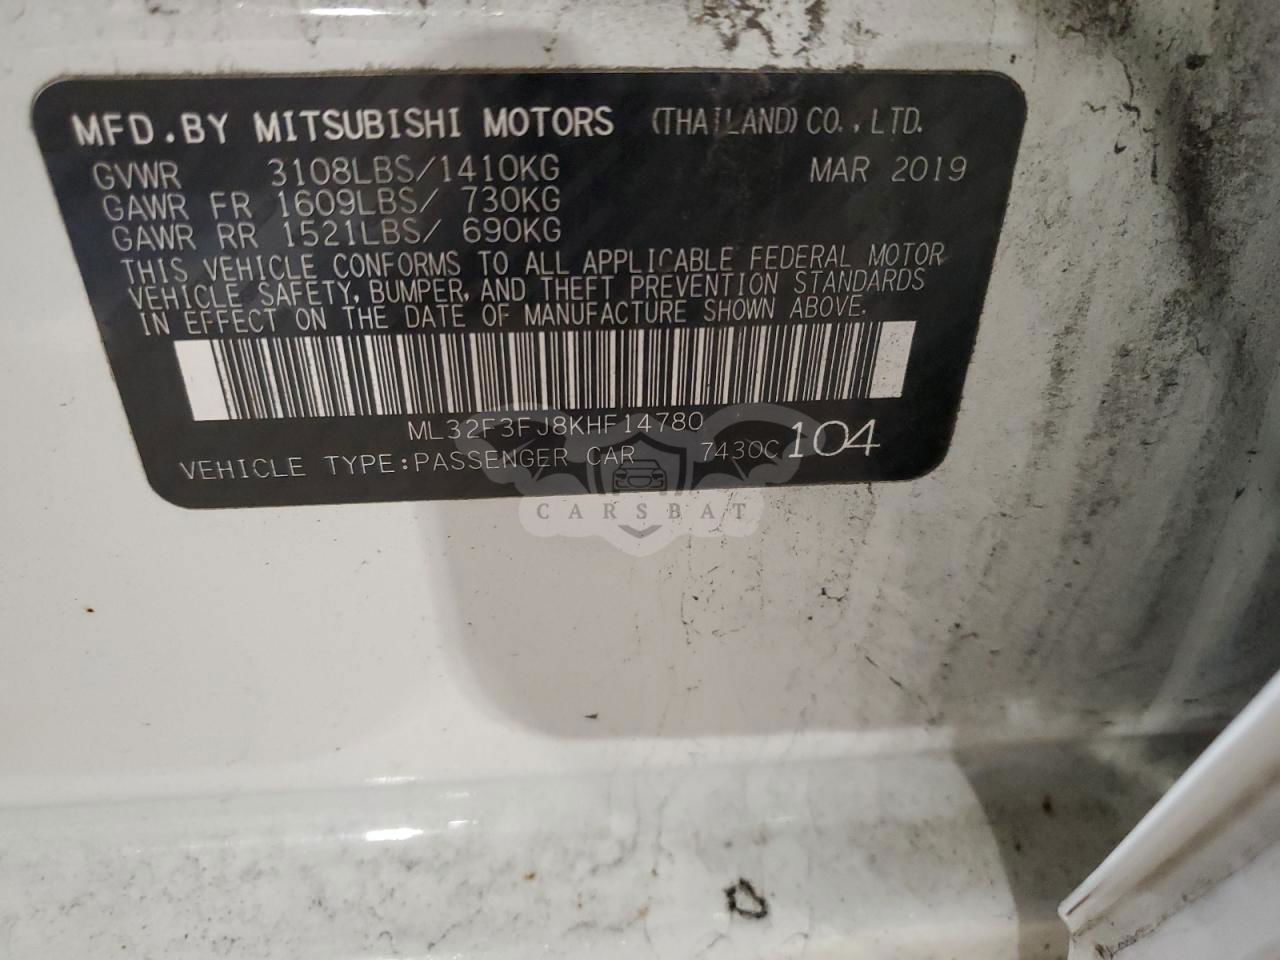 MFD.BY MITSUBISHI MOTORS (THAILAND) CO.,LTD.
GVWR 3108LBS/1410KG MAR 2019
GAWR FR 1609LBS/ 730KG
GAWR RR 1521LBS/ 690KG
THIS VEHICLE CONFORMS TO ALL APPLICABLE FEDERAL MOTOR
VEHICLE SAFETY, BUMPER, AND THEFT PREVENTION STANDARDS
IN EFFECT ON THE DATE OF MANUFACTURE SHOWN ABOVE.
ML32F3FJ8KHF14780
VEHICLE TYPE:PASSENGER CAR 7430C 104
CARSBAT